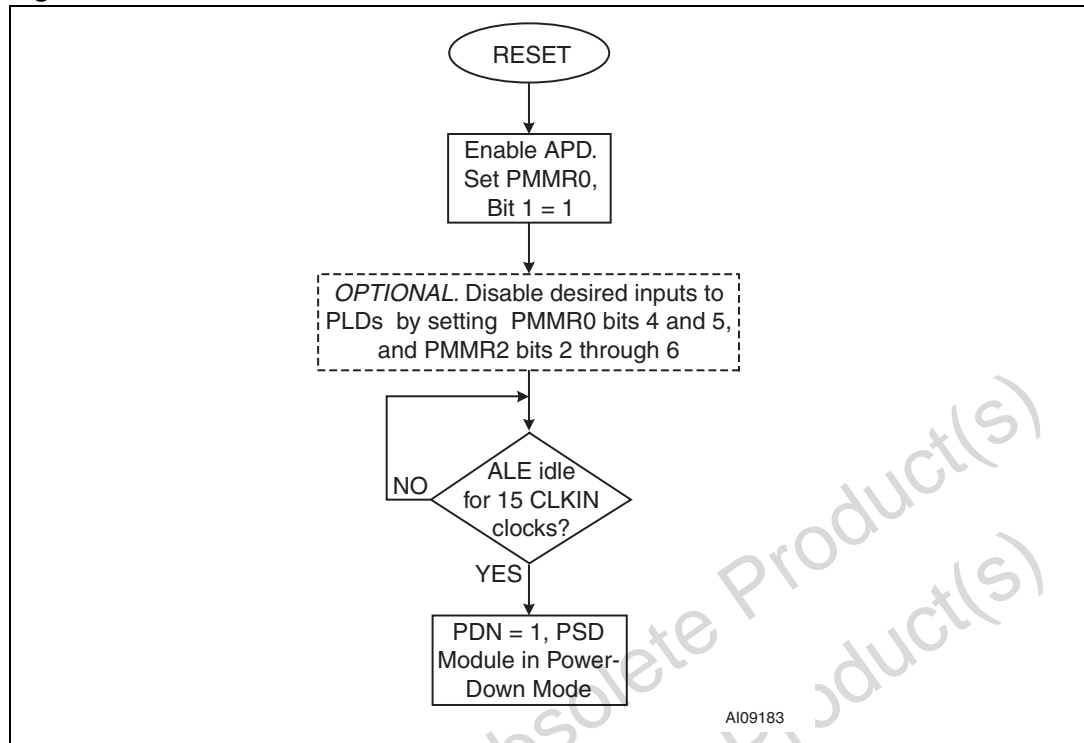 RESET
Enable APD.
Set PMMR0,
Bit 1 = 1
OPTIONAL. Disable desired inputs to
PLDs by setting PMMR0 bits 4 and 5,
and PMMR2 bits 2 through 6
ALE idle
for 15 CLKIN
clocks?
NO
YES
PDN = 1, PSD
Module in Power-
Down Mode
AI09183
Product(s)